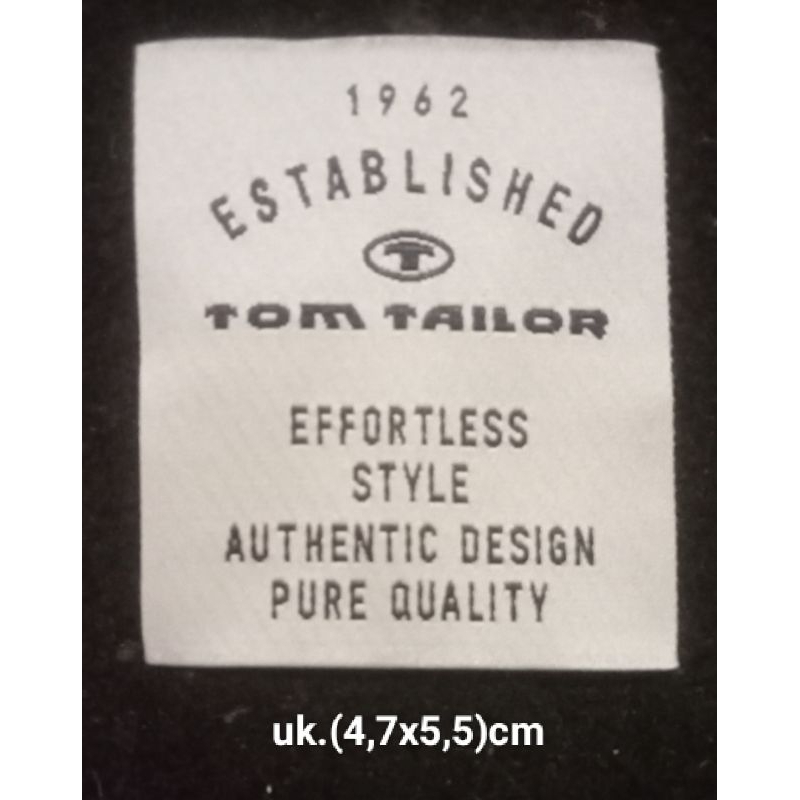 1962
ESTABLISHED
T
TOM TAILOR
EFFORTLESS
STYLE
AUTHENTIC DESIGN
PURE QUALITY
uk.(4,7x5,5)cm